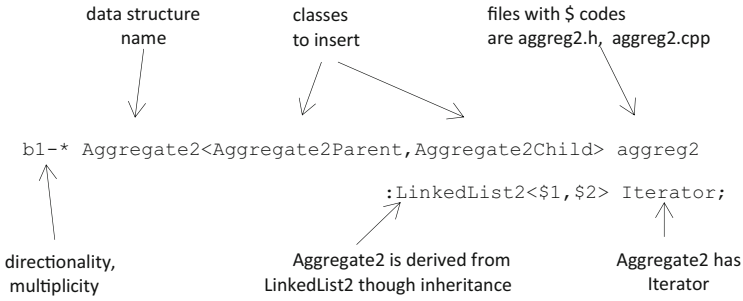 data structure
name
classes
to insert
files with $ codes
are aggreg2.h, aggreg2.cpp
b1-* Aggregate2<Aggregate2Parent,Aggregate2Child> aggreg2
:LinkedList2<$1,$2> Iterator;
directionality,
multiplicity
Aggregate2 is derived from
LinkedList2 though inheritance
Aggregate2 has
Iterator